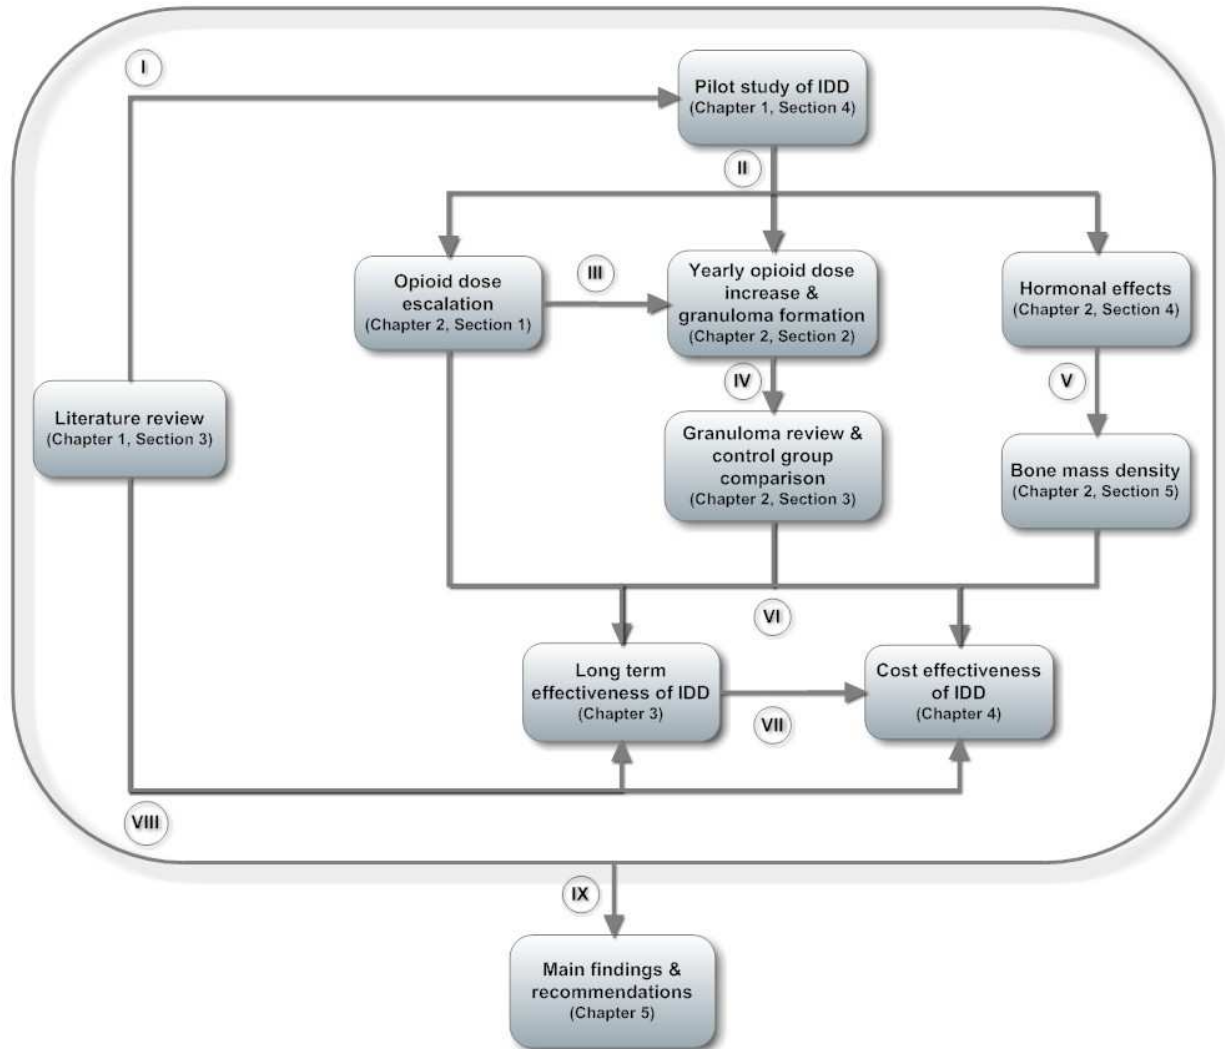 I
Pilot study of IDD
(Chapter 1, Section 4)
II
Opioid dose
escalation
(Chapter 2, Section 1)
III
Yearly opioid dose
increase &
granuloma formation
(Chapter 2, Section 2)
Hormonal effects
(Chapter 2, Section 4)
IV
V
Literature review
(Chapter 1, Section 3)
Granuloma review &
control group
comparison
(Chapter 2, Section 3)
Bone mass density
(Chapter 2, Section 5)
VI
Long term
effectiveness of IDD
(Chapter 3)
VII
Cost effectiveness
of IDD
(Chapter 4)
VIII
IX
Main findings &
recommendations
(Chapter 5)